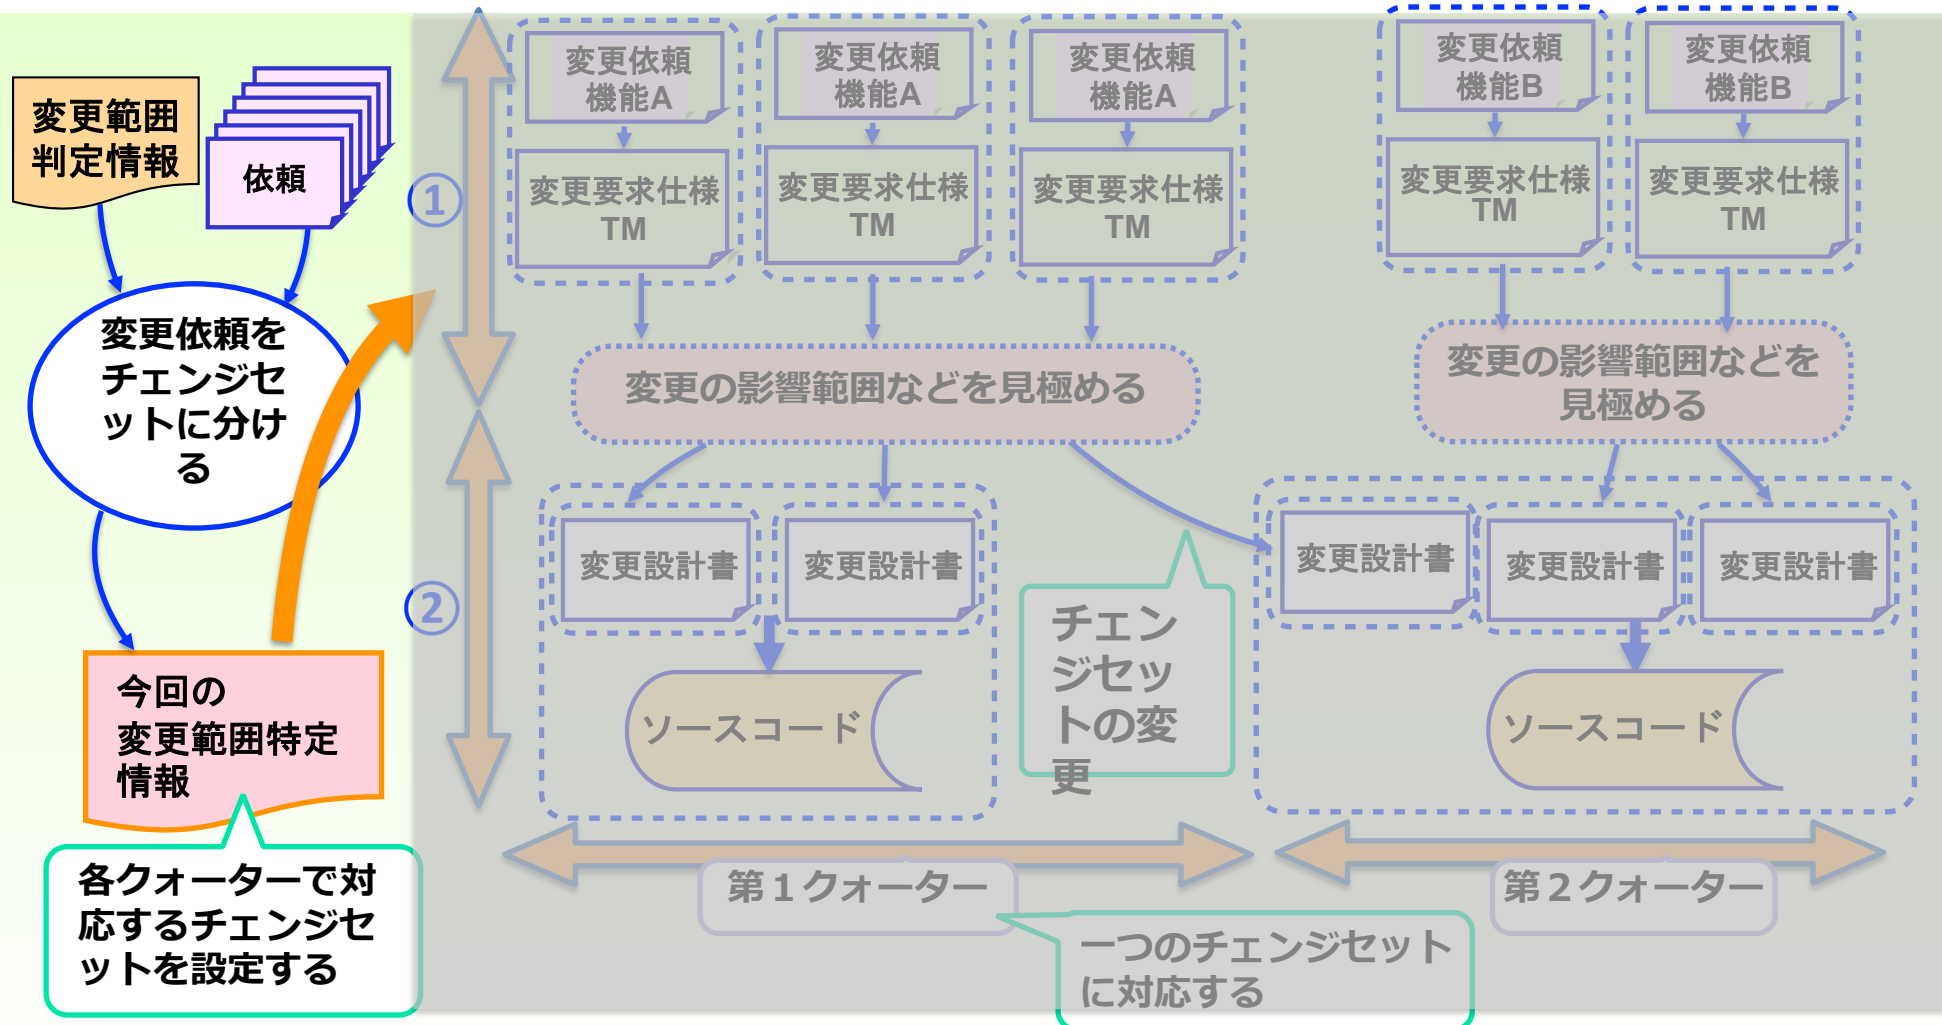 変更範囲
判定情報
依頼
変更依頼を
チェンジセ
ットに分け
る
今回の
変更範囲特定
情報
各クォーターで対
応するチェンジセ
ットを設定する
①
②
変更依頼
機能A
変更依頼
機能A
変更依頼
機能A
変更依頼
機能B
変更依頼
機能B
変更要求仕様
TM
変更要求仕様
TM
変更要求仕様
TM
変更要求仕様
TM
変更要求仕様
TM
変更の影響範囲などを見極める
変更の影響範囲などを
見極める
変更設計書
変更設計書
変更設計書
変更設計書
変更設計書
チェン
ジセッ
トの変
更
ソースコード
ソースコード
第１クォーター
第２クォーター
一つのチェンジセット
に対応する